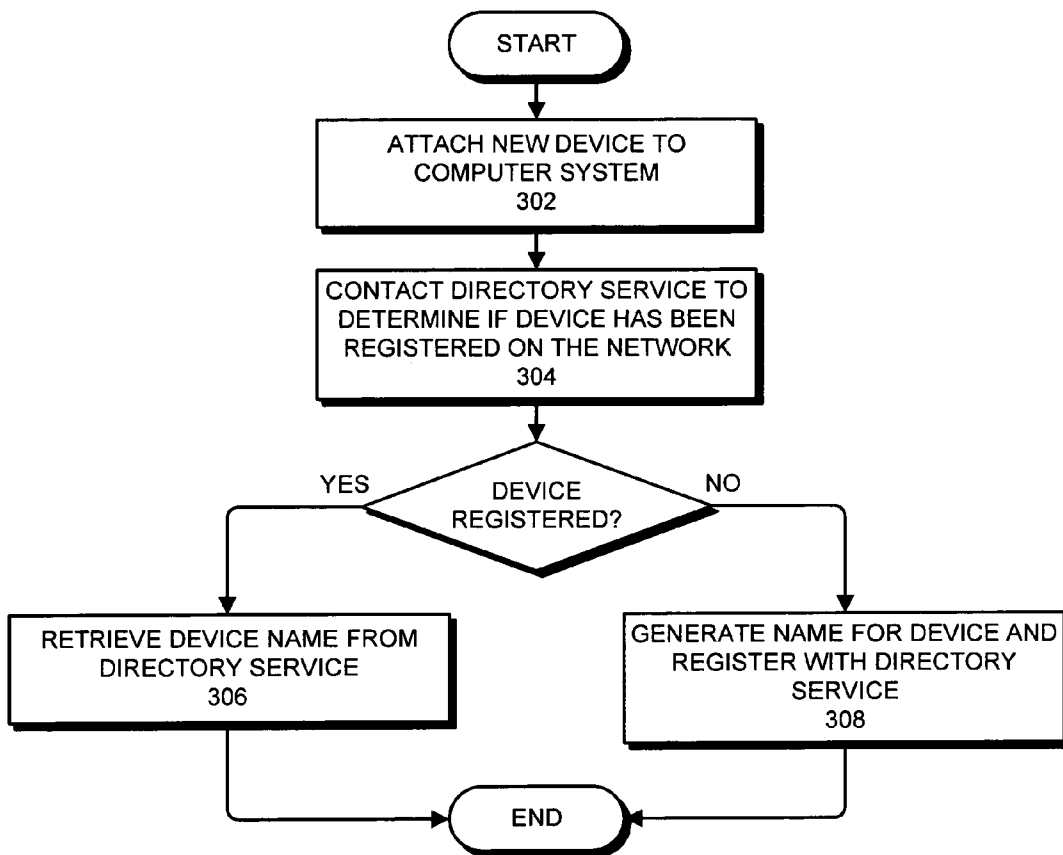 START
ATTACH NEW DEVICE TO
COMPUTER SYSTEM
302
CONTACT DIRECTORY SERVICE TO
DETERMINE IF DEVICE HAS BEEN
REGISTERED ON THE NETWORK
304
YES
DEVICE
REGISTERED?
NO
RETRIEVE DEVICE NAME FROM
DIRECTORY SERVICE
306
GENERATE NAME FOR DEVICE AND
REGISTER WITH DIRECTORY
SERVICE
308
END